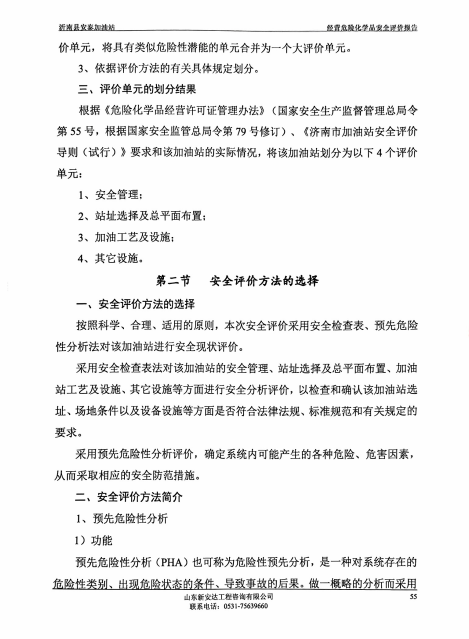 沂南县安泰加油站 经营危险化学品安全评价报告
价单元，将具有类似危险性潜能的单元合并为一个大评价单元。
3、依据评价方法的有关具体规定划分。
三、评价单元的划分结果
根据《危险化学品经营许可证管理办法》（国家安全生产监督管理总局令
第 55 号，根据国家安全监管总局令第 79 号修订）、《济南市加油站安全评价
导则（试行）》要求和该加油站的实际情况，将该加油站划分为以下 4 个评价
单元：
1、安全管理；
2、站址选择及总平面布置；
3、加油工艺及设施；
4、其它设施。
第二节 安全评价方法的选择
一、安全评价方法的选择
按照科学、合理、适用的原则，本次安全评价采用安全检查表、预先危险
性分析法对该加油站进行安全现状评价。
采用安全检查表法对该加油站的安全管理、站址选择及总平面布置、加油
站工艺及设施、其它设施等方面进行安全分析评价，以检查和确认该加油站选
址、场地条件以及设备设施等方面是否符合法律法规、标准规范和有关规定的
要求。
采用预先危险性分析评价，确定系统内可能产生的各种危险、危害因素，
从而采取相应的安全防范措施。
二、安全评价方法简介
1、预先危险性分析
1）功能
预先危险性分析（PHA）也可称为危险性预先分析，是一种对系统存在的
危险性类别、出现危险状态的条件、导致事故的后果。做一概略的分析而采用
山东新安达工程咨询有限公司 55
联系电话：0531-75639660